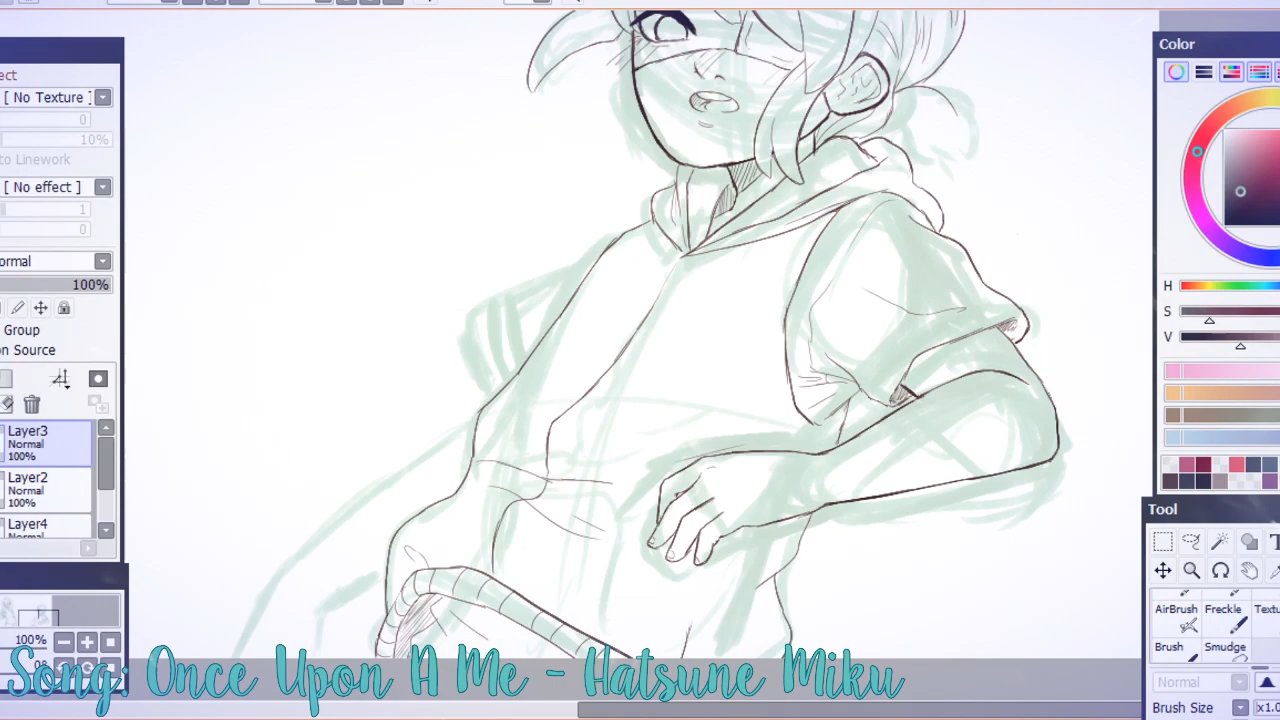 ect
[ No Texture ]
0
10%
to Linework
[ No effect ]
1
0
ormal
100%
Group
on Source
Layer3
Normal
100%
Layer2
Normal
100%
Layer4
100%
Color
H
S
V
Tool
T
AirBrush
Freckle
Textu
Brush
Smudge
Normal
Brush Size
x1.0
Song: Once Upon A Me - Hatsune Miku